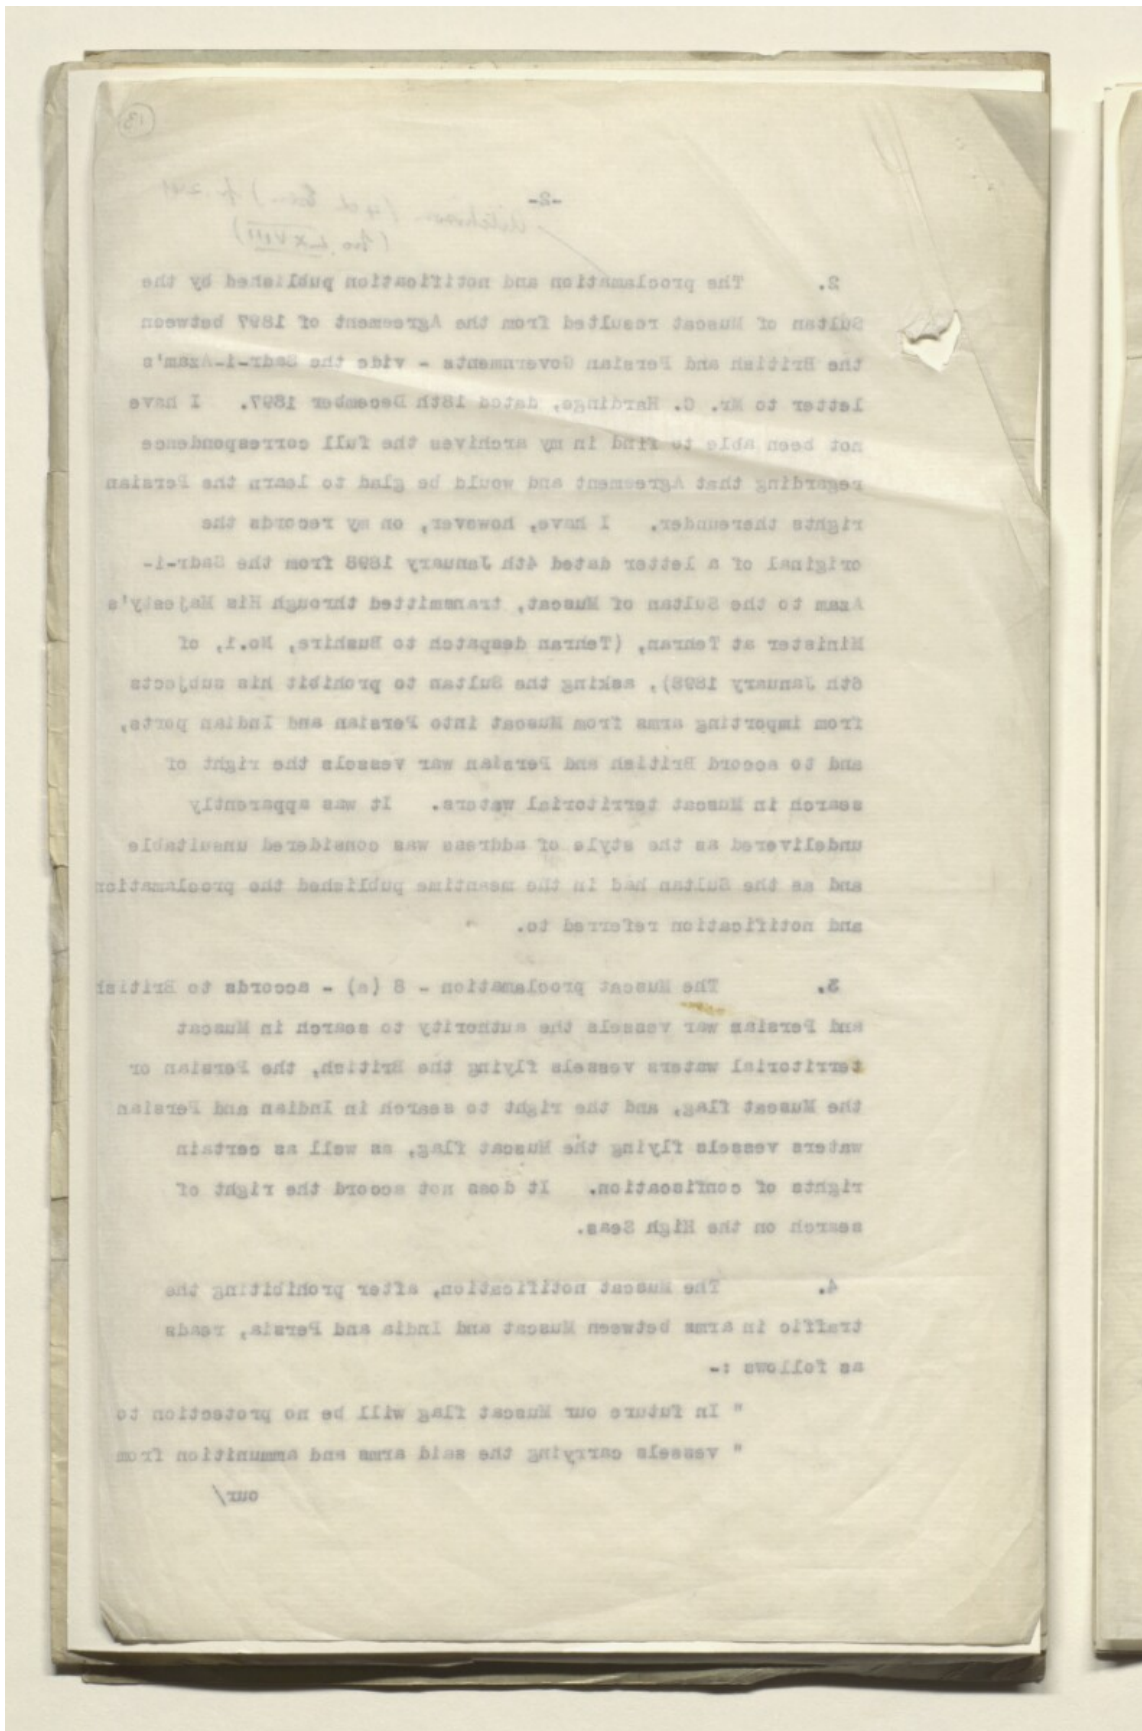 13
-2-
Aitchison (4th Edn.) p. 241
(No. LXVIII)
2. The proclamation and notification published by the
Sultan of Muscat resulted from the Agreement of 1897 between
the British and Persian Governments - vide the Sadr-i-Azam's
letter to Mr. C. Hardinge, dated 18th December 1897. I have
not been able to find in my archives the full correspondence
regarding that Agreement and would be glad to learn the Persian
rights thereunder. I have, however, on my records the
original of a letter dated 4th January 1898 from the Sadr-i-
Azam to the Sultan of Muscat, transmitted through His Majesty's
Minister at Tehran, (Tehran despatch to Bushire, No.1, of
6th January 1898), asking the Sultan to prohibit his subjects
from importing arms from Muscat into Persian and Indian ports,
and to accord British and Persian war vessels the right of
search in Muscat territorial waters. It was apparently
undelivered as the style of address was considered unsuitable
and as the Sultan had in the meantime published the proclamation
and notification referred to.
3. The Muscat proclamation - 8 (a) - accords to British
and Persian war vessels the authority to search in Muscat
territorial waters vessels flying the British, the Persian or
the Muscat flag, and the right to search in Indian and Persian
waters vessels flying the Muscat flag, as well as certain
rights of confiscation. It does not accord the right of
search on the High Seas.
4. The Muscat notification, after prohibiting the
traffic in arms between Muscat and India and Persia, reads
as follows :-
" In future our Muscat flag will be no protection to
" vessels carrying the said arms and ammunition from
our/